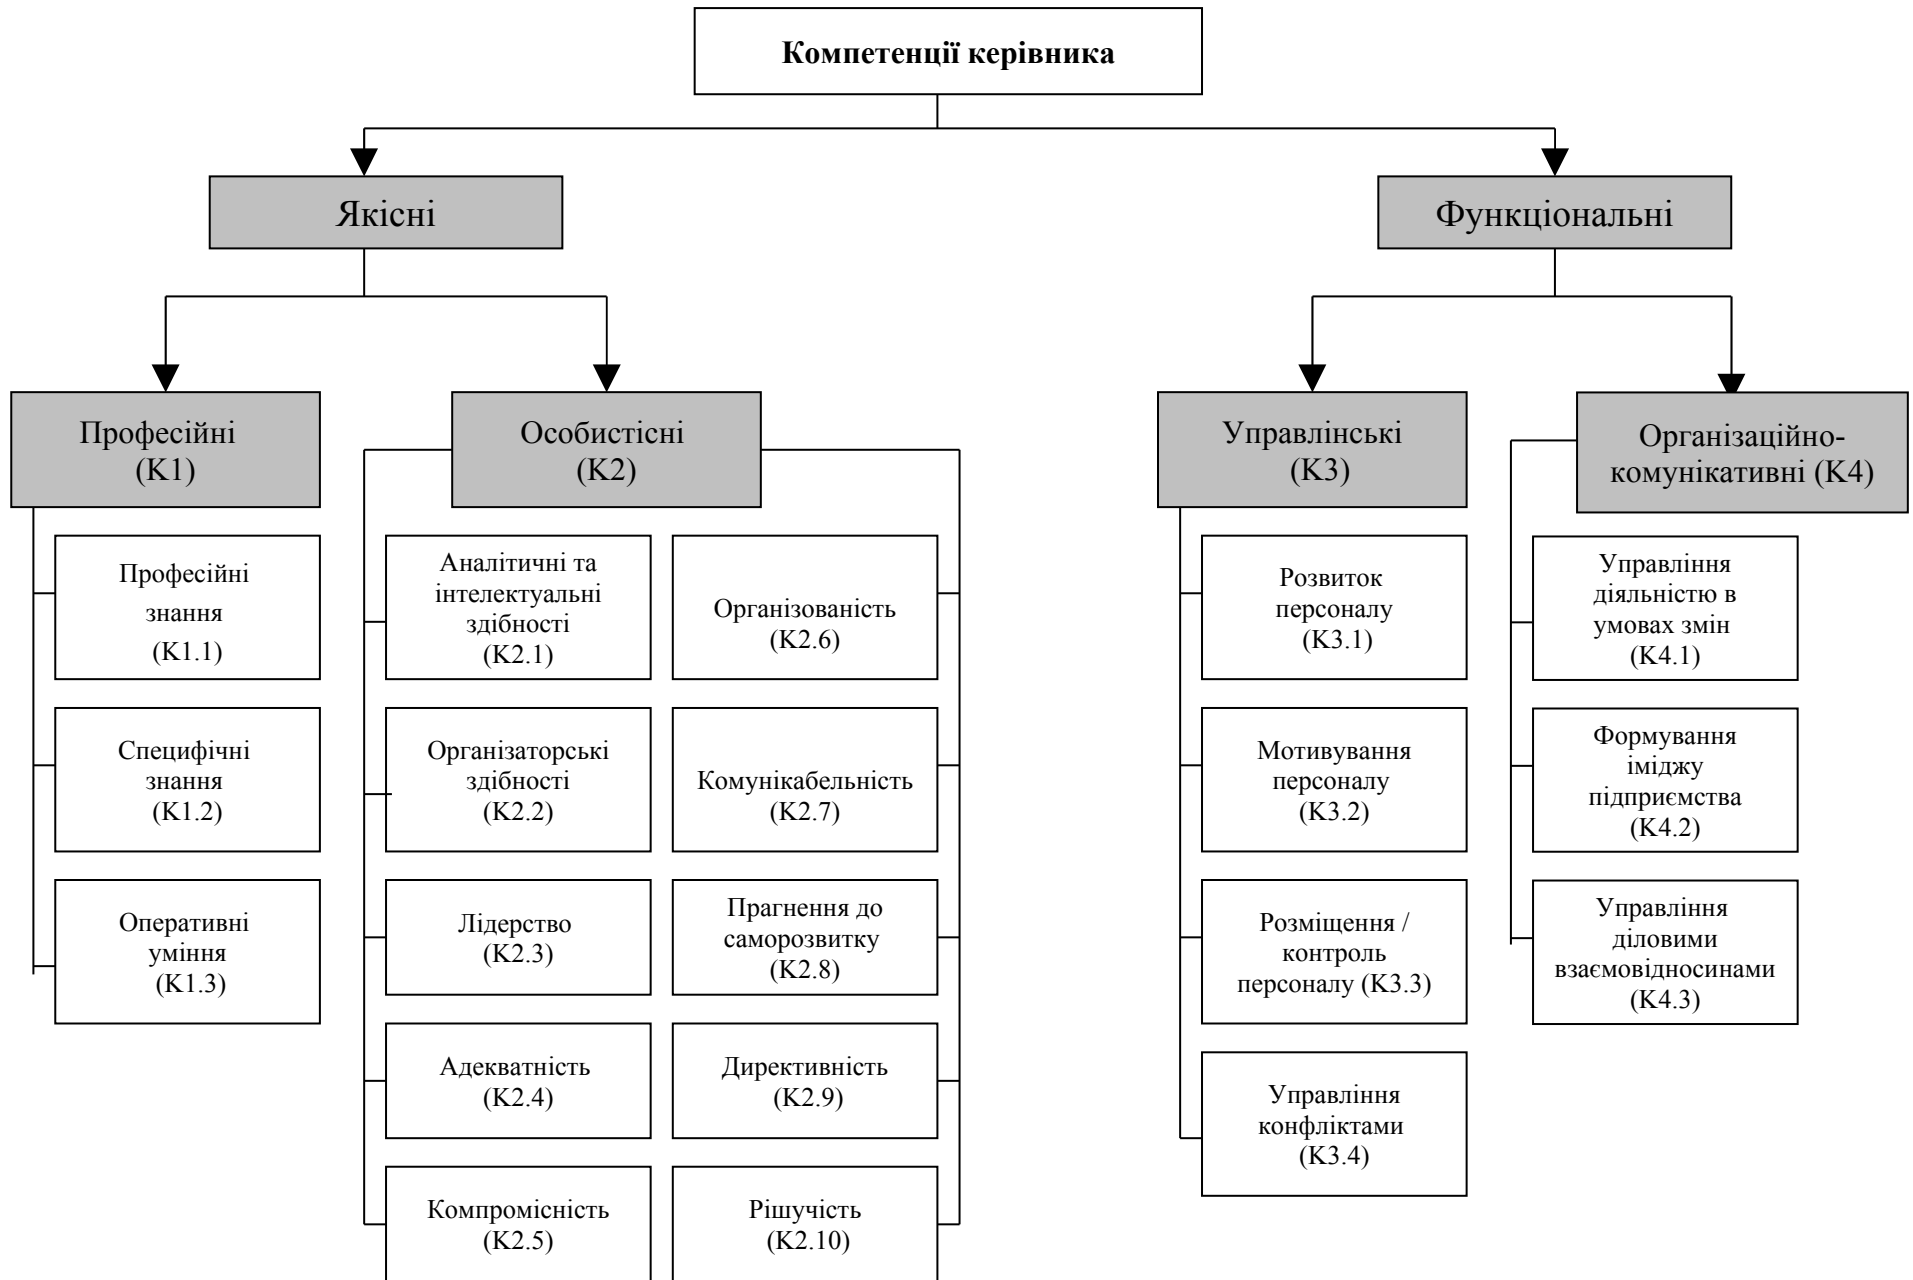 Компетенції керівника
Якісні
Функціональні
Професійні
(К1)
Особистісні
(К2)
Управлінські
(К3)
Організаційно-
комунікативні (К4)
Професійні
знання
(К1.1)
Аналітичні та
інтелектуальні
здібності
(К2.1)
Організованість
(К2.6)
Розвиток
персоналу
(К3.1)
Управління
діяльністю в
умовах змін
(К4.1)
Специфічні
знання
(К1.2)
Організаторські
здібності
(К2.2)
Комунікабельність
(К2.7)
Мотивування
персоналу
(К3.2)
Формування
іміджу
підприємства
(К4.2)
Оперативні
уміння
(К1.3)
Лідерство
(К2.3)
Прагнення до
саморозвитку
(К2.8)
Розміщення /
контроль
персоналу (К3.3)
Управління
діловими
взаємовідносинами
(К4.3)
Адекватність
(К2.4)
Директивність
(К2.9)
Управління
конфліктами
(К3.4)
Компромісність
(К2.5)
Рішучість
(К2.10)